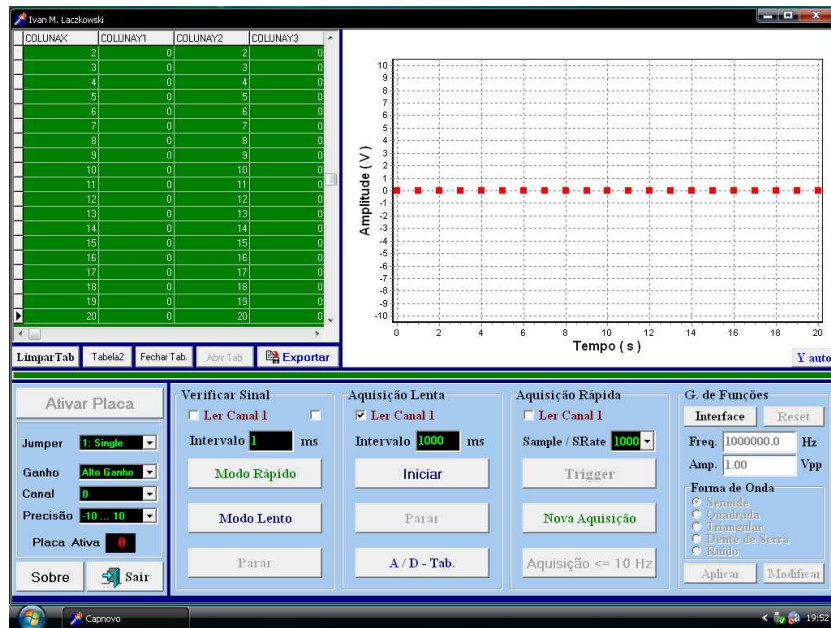 Ivan M. Laczkowski
COLUNAX COLUNAY1 COLUNAY2 COLUNAY3
2 0 2 0
3 0 3 0
4 0 4 0
5 0 5 0
6 0 6 0
7 0 7 0
8 0 8 0
9 0 9 0
10 0 10 0
11 0 11 0
12 0 12 0
13 0 13 0
14 0 14 0
15 0 15 0
16 0 16 0
17 0 17 0
18 0 18 0
19 0 19 0
20 0 20 0
LimparTab Tabela2 Fechar Tab. Abrir Tab. Exportar
10
9
8
7
6
5
4
3
2
1
0
-1
-2
-3
-4
-5
-6
-7
-8
-9
-10
Amplitude ( V )
0 2 4 6 8 10 12 14 16 18 20
Tempo ( s )
Y auto
Ativar Placa
Jumper 1: Single
Ganho Alto Ganho
Canal 0
Precisão -10 ... 10
Placa Ativa 0
Sobre Sair
Verificar Sinal
Ler Canal 1
Intervalo 1 ms
Modo Rápido
Modo Lento
Parar
Aquisição Lenta
Ler Canal 1
Intervalo 1000 ms
Iniciar
Parar
A / D - Tab.
Aquisição Rápida
Ler Canal 1
Sample / SRate 1000
Trigger
Nova Aquisição
Aquisição <= 10 Hz
G. de Funções
Interface Reset
Freq. 1000000.0 Hz
Amp. 1.00 Vpp
Forma de Onda
Senóide
Quadrada
Triangular
Dente de Serra
Ruído
Aplicar Modificar
Capnovo
19:52